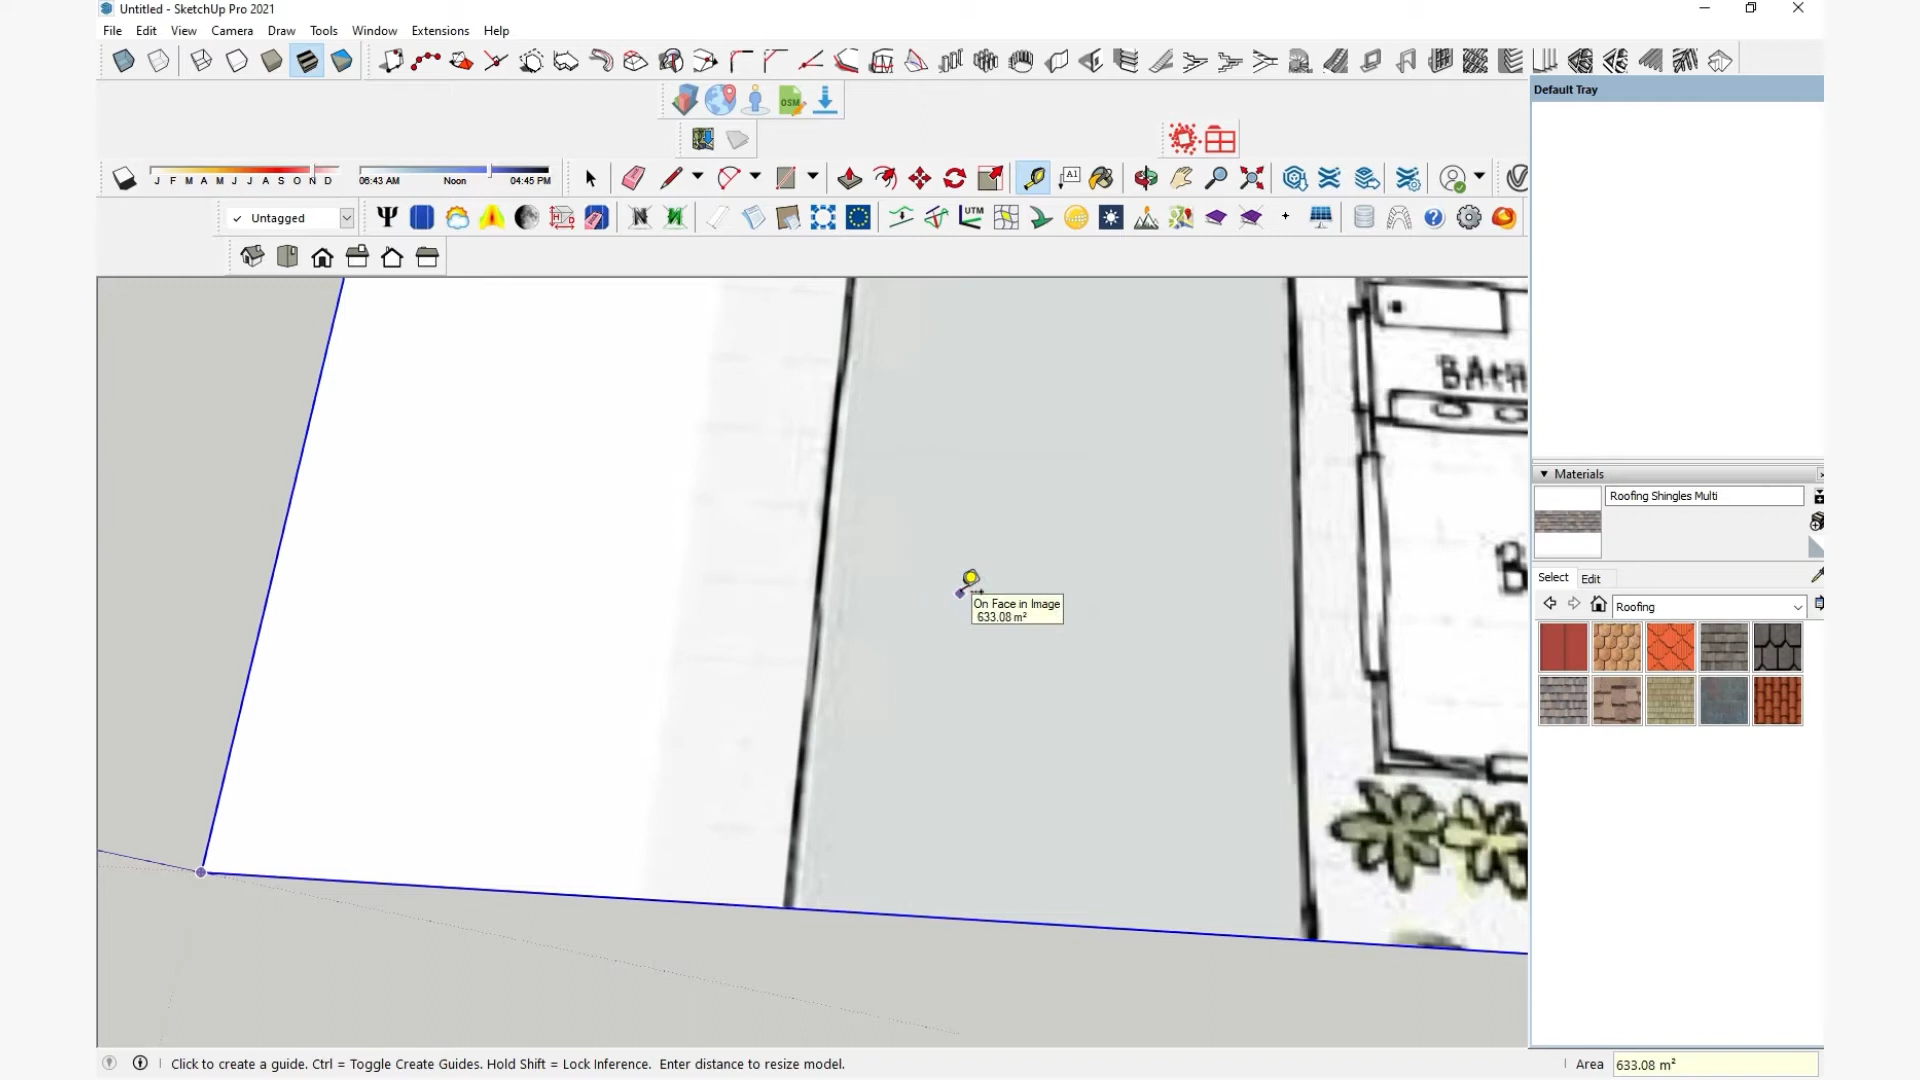 Untitled - SketchUp Pro 2021
File Edit View Camera Draw Tools Window Extensions Help
OSM
Default Tray
J F M A M J J A S O N D
06:43 AM Noon 04:45 PM
A1
✓ Untagged
UTM
On Face in Image
633.08 m²
Materials
Roofing Shingles Multi
Select Edit
Roofing
Click to create a guide. Ctrl = Toggle Create Guides. Hold Shift = Lock Inference. Enter distance to resize model.
Area 633.08 m²